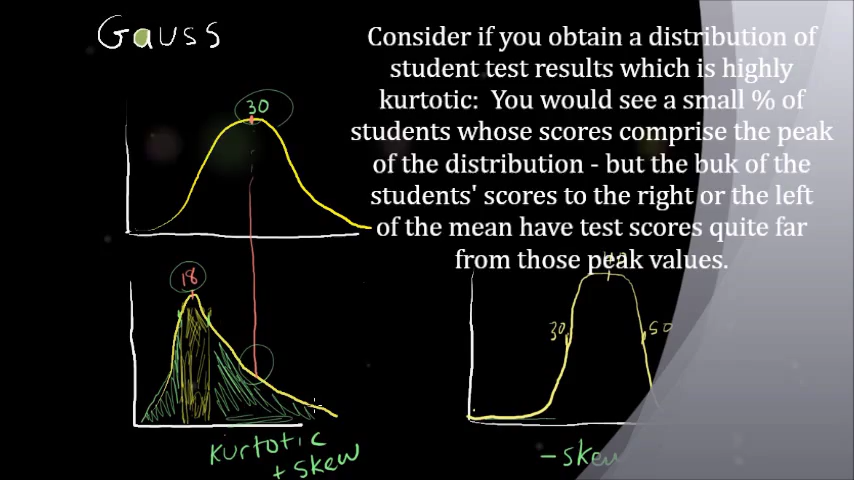 Gauss
Consider if you obtain a distribution of
student test results which is highly
kurtotic: You would see a small % of
students whose scores comprise the peak
of the distribution - but the buk of the
students' scores to the right or the left
of the mean have test scores quite far
from those peak values.
30
18
30
50
kurtotic
+ skew
- skew